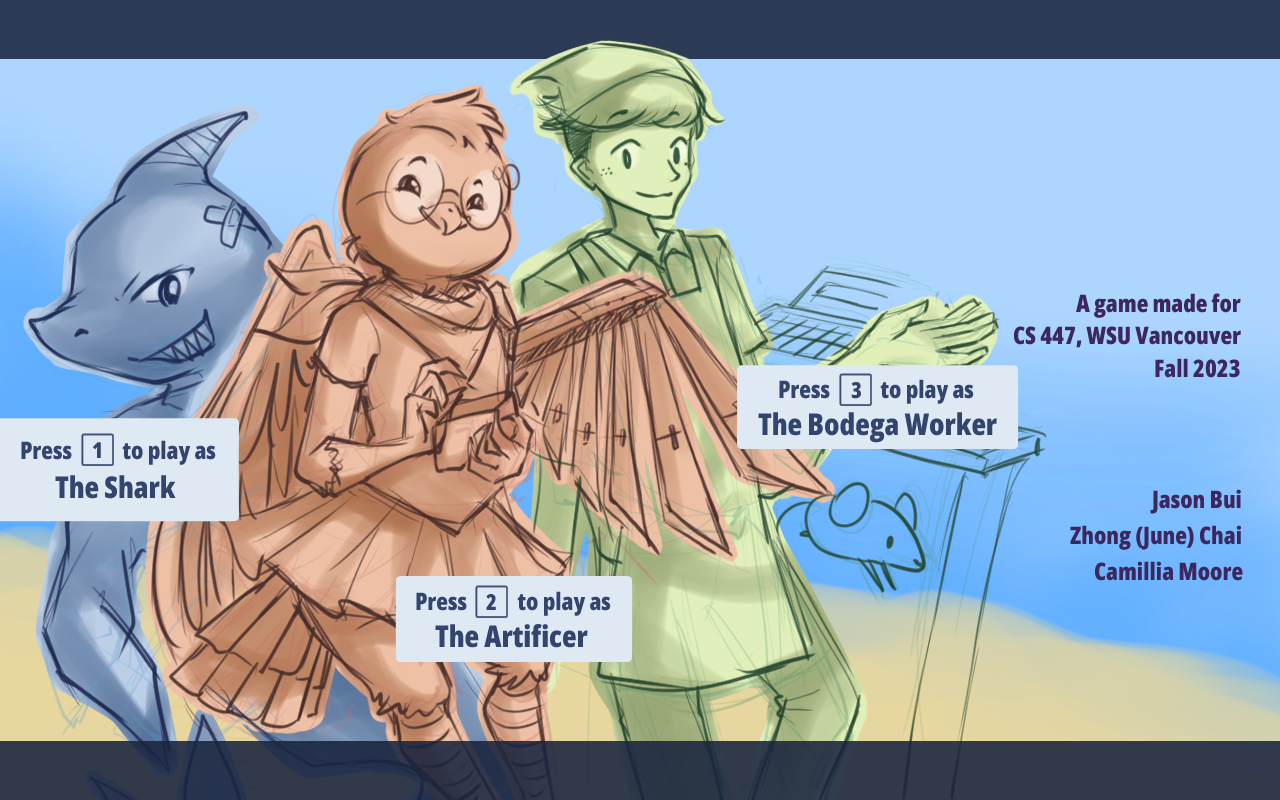 Press 1 to play as
The Shark
Press 2 to play as
The Artificer
Press 3 to play as
The Bodega Worker
A game made for
CS 447, WSU Vancouver
Fall 2023
Jason Bui
Zhong (June) Chai
Camillia Moore